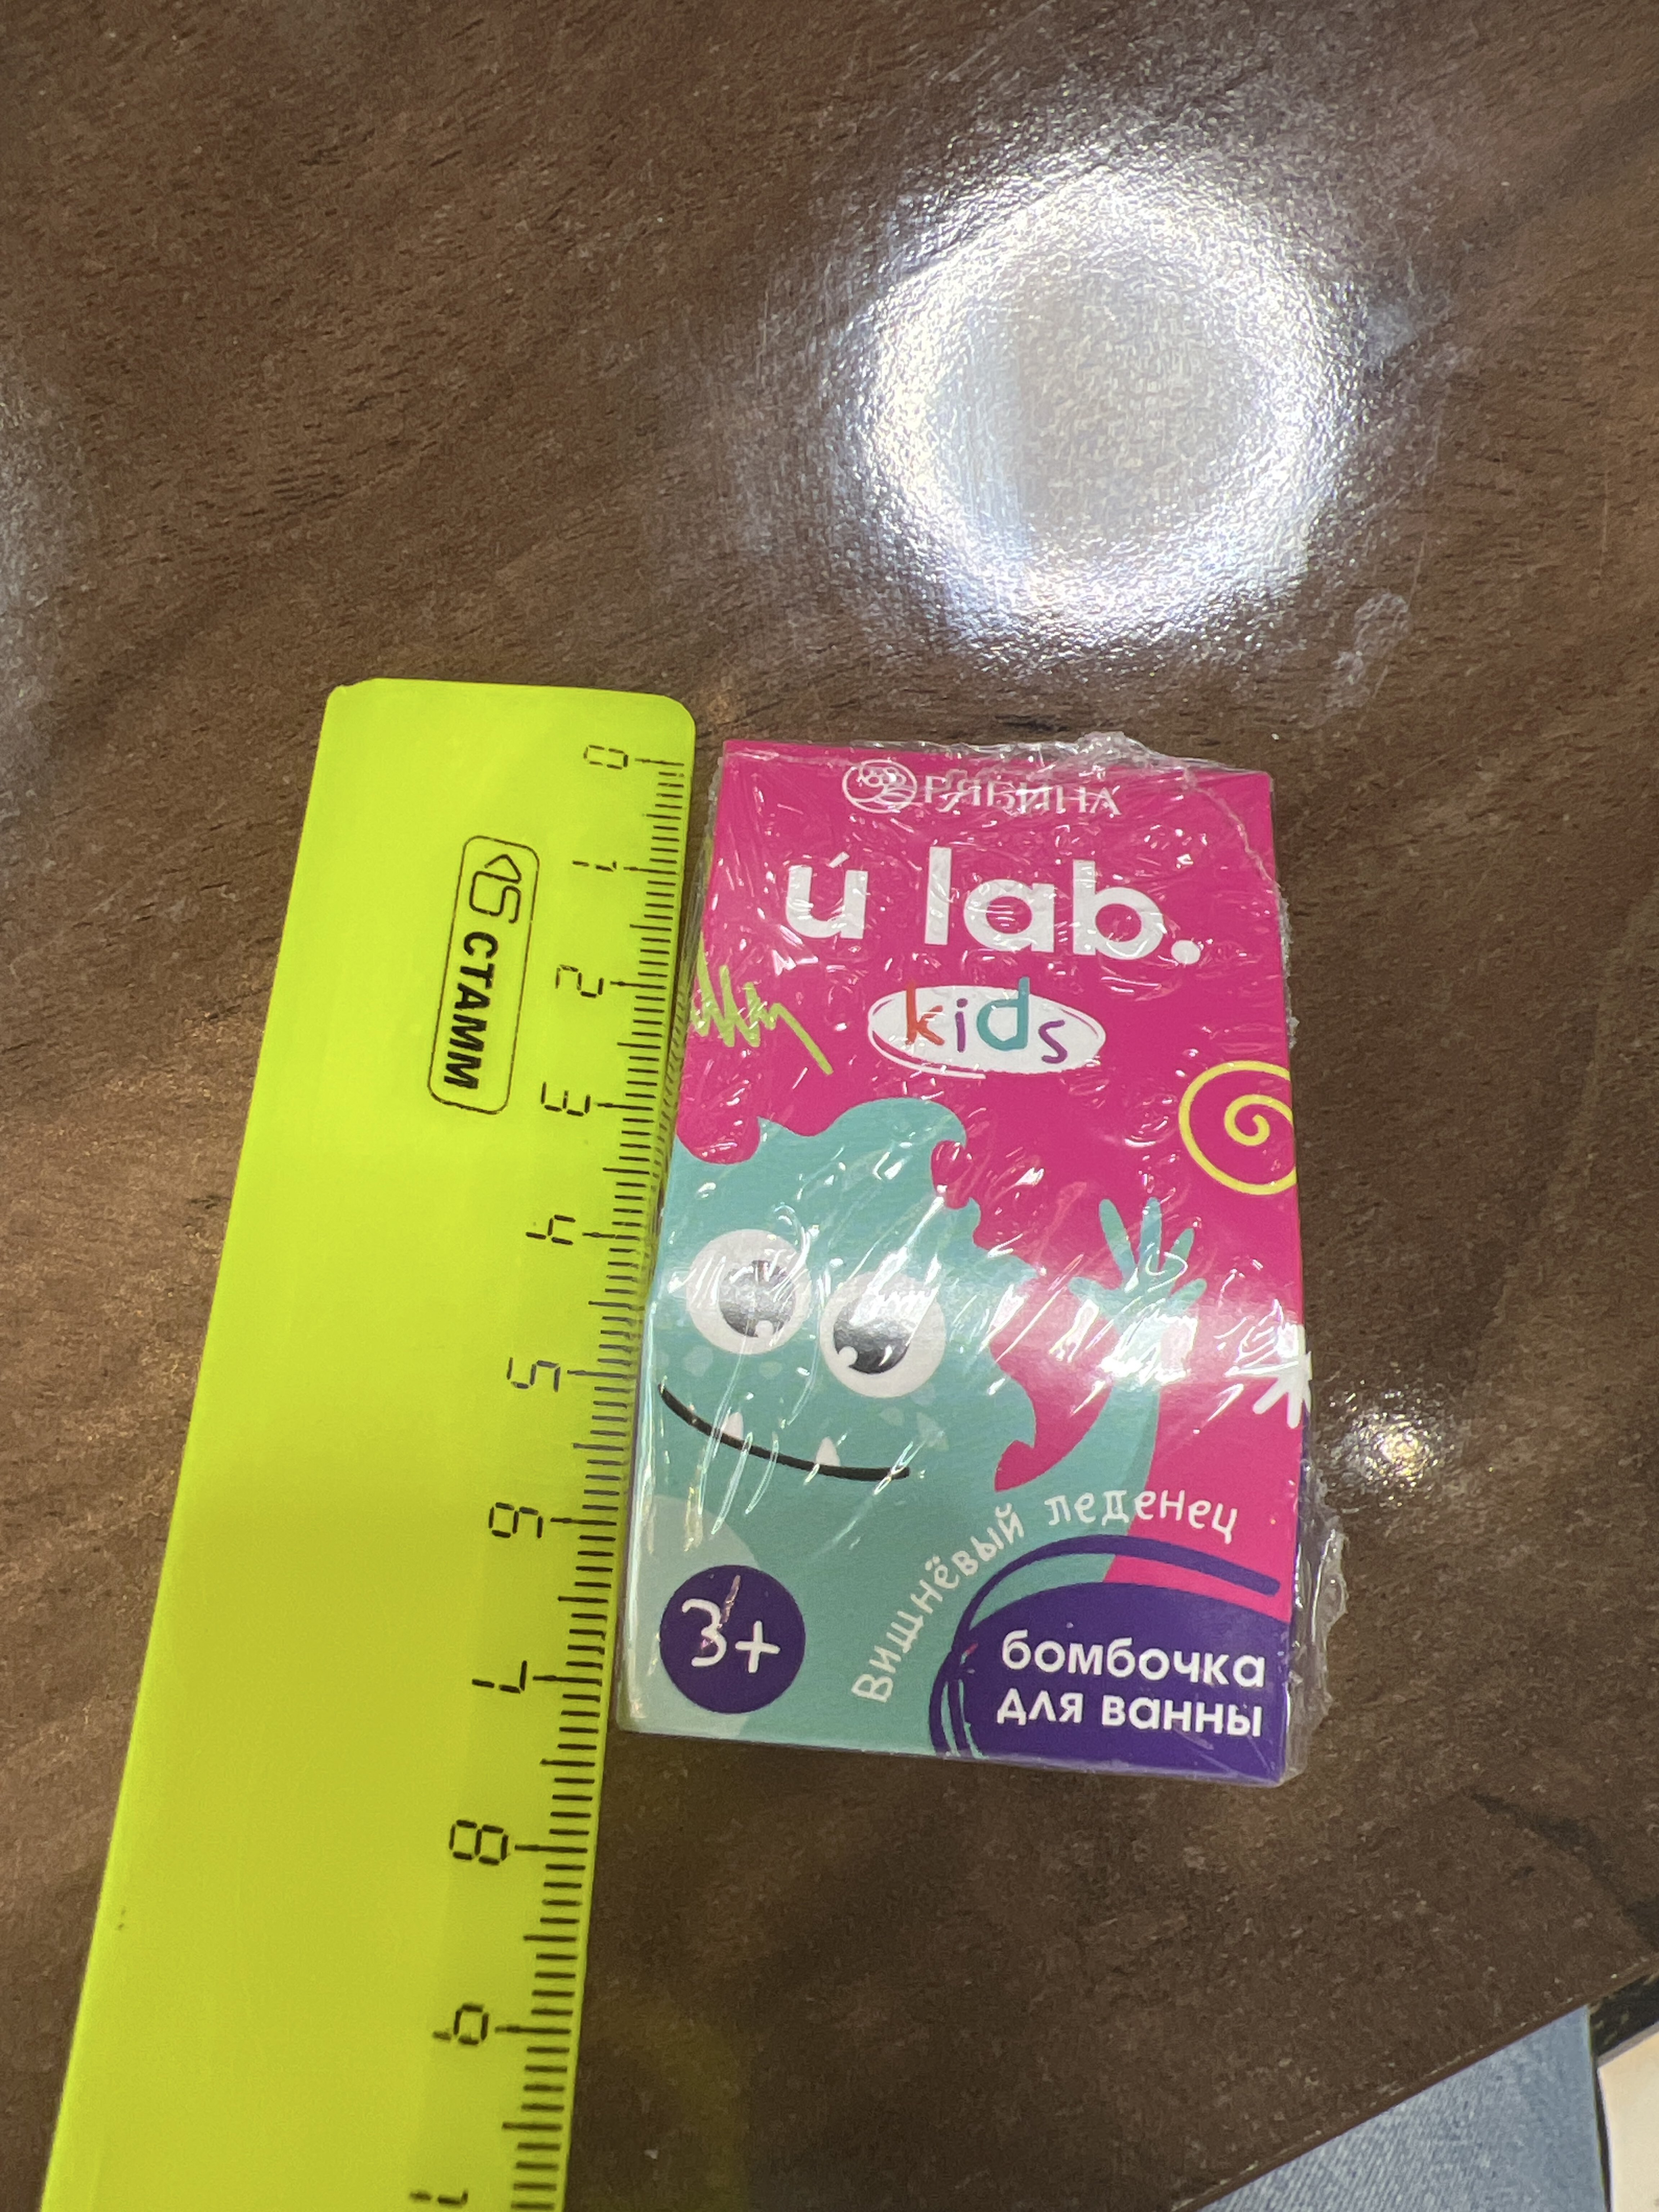 0
1
2
3
4
5
6
7
8
9
СТАММ
РЯБИНА
ú lab.
kids
Вишнёвый леденец
3+
бомбочка
для ванны